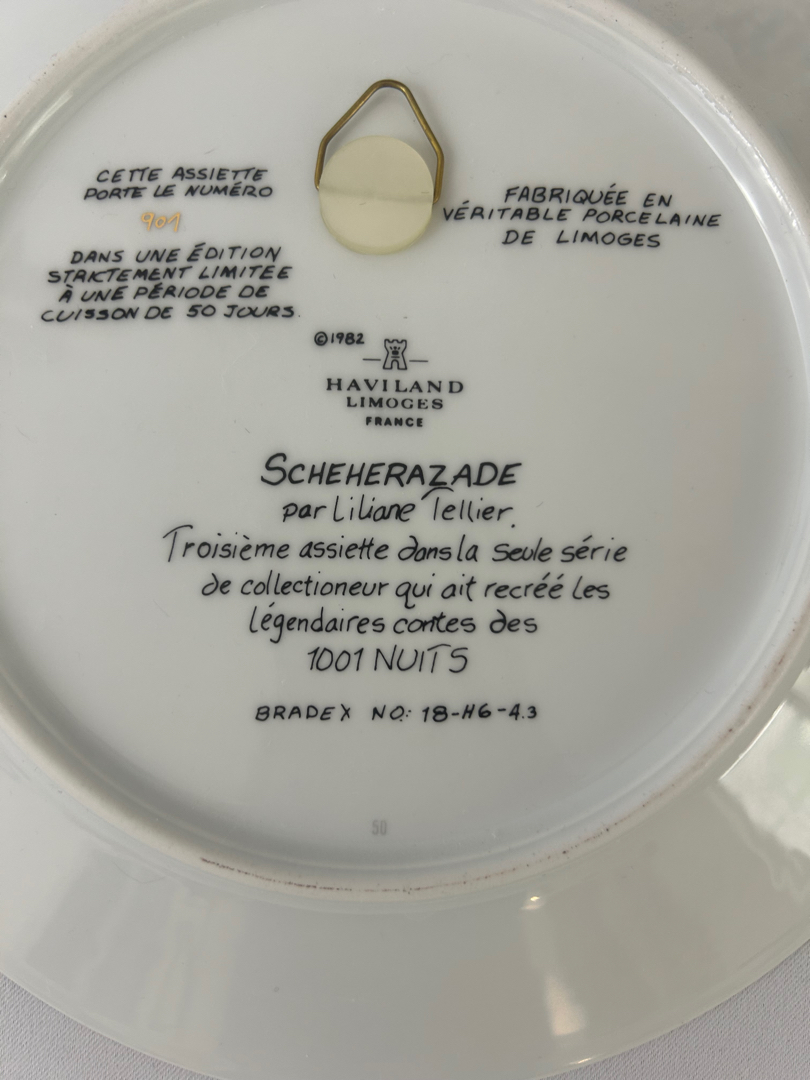 CETTE ASSIETTE
PORTE LE NUMÉRO
901
DANS UNE ÉDITION
STRICTEMENT LIMITÉE
À UNE PÉRIODE DE
CUISSON DE 50 JOURS.
FABRIQUÉE EN
VÉRITABLE PORCELAINE
DE LIMOGES
©1982
HAVILAND
LIMOGES
FRANCE
SCHEHERAZADE
par Liliane Tellier.
Troisième assiette dans la seule série
de collectioneur qui ait recréé les
légendaires contes des
1001 NUITS
BRADEX NO: 18-H6-4.3
50